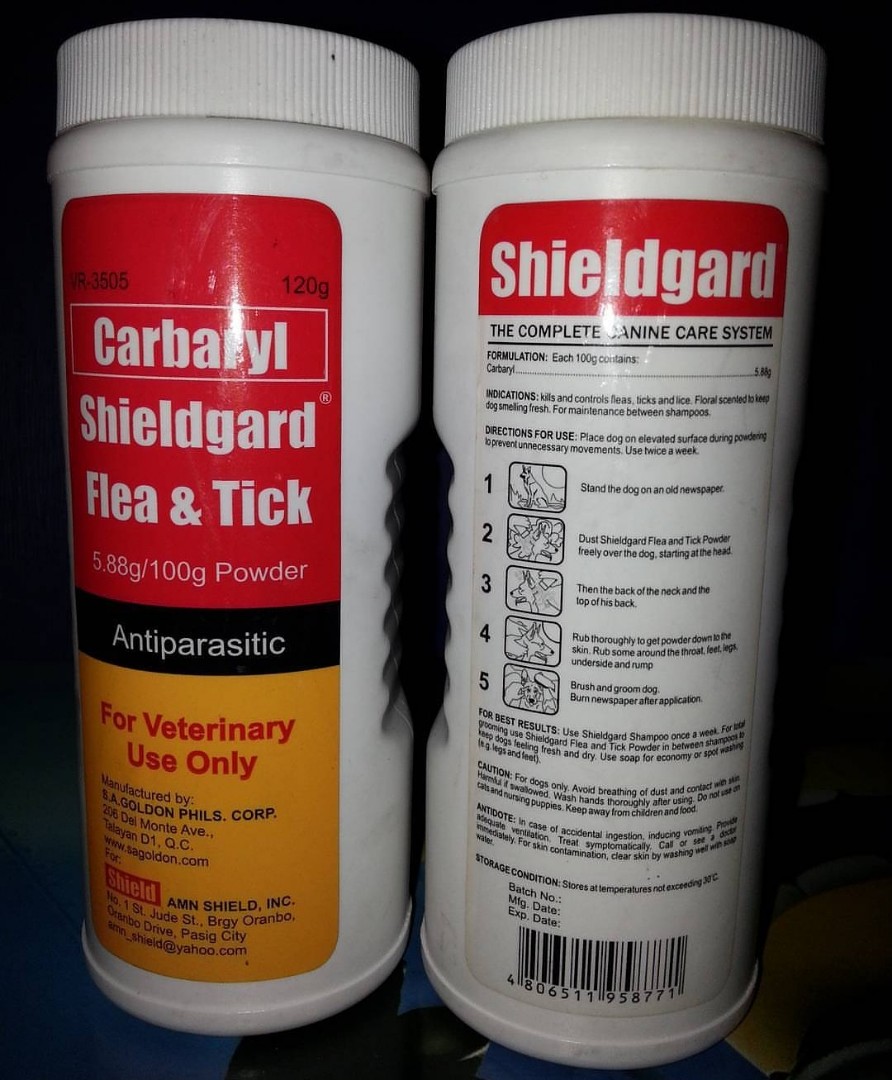 VR-3505 120g
Carbaryl
Shieldgard®
Flea & Tick
5.88g/100g Powder
Antiparasitic
For Veterinary
Use Only
Manufactured by:
S.A.GOLDON PHILS. CORP.
206 Del Monte Ave.,
Talayan D1, Q.C.
www.sagoldon.com
For:
Shield AMN SHIELD, INC.
No. 1 St. Jude St., Brgy Oranbo,
Oranbo Drive, Pasig City
amn_shield@yahoo.com
Shieldgard
THE COMPLETE CANINE CARE SYSTEM
FORMULATION: Each 100g contains:
Carbaryl....................5.88g
INDICATIONS: kills and controls fleas, ticks and lice. Floral scented to keep
dog smelling fresh. For maintenance between shampoos.
DIRECTIONS FOR USE: Place dog on elevated surface during powdering
to prevent unnecessary movements. Use twice a week.
1 Stand the dog on an old newspaper.
2 Dust Shieldgard Flea and Tick Powder
freely over the dog, starting at the head.
3 Then the back of the neck and the
top of his back.
4 Rub thoroughly to get powder down to the
skin. Rub some around the throat, feet, legs,
underside and rump
5 Brush and groom dog.
Burn newspaper after application.
FOR BEST RESULTS: Use Shieldgard Shampoo once a week. For total
grooming use Shieldgard Flea and Tick Powder in between shampoos to
keep dogs feeling fresh and dry. Use soap for economy or spot washing
(e.g. legs and feet).
CAUTION: For dogs only. Avoid breathing of dust and contact with skin.
Harmful if swallowed. Wash hands thoroughly after using. Do not use on
cats and nursing puppies. Keep away from children and food.
ANTIDOTE: In case of accidental ingestion, inducing vomiting. Provide
adequate ventilation. Treat symptomatically. Call or see a doctor
immediately. For skin contamination, clear skin by washing well with soap
water.
STORAGE CONDITION: Stores at temperatures not exceeding 30°C.
Batch No.:
Mfg. Date:
Exp. Date:
4 806511 958771